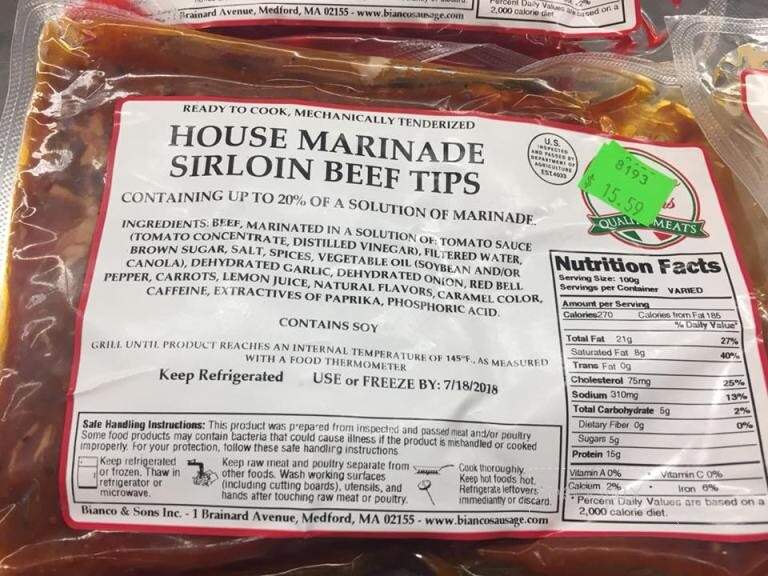 Brainard Avenue, Medford, MA 02155 - www.biancosausage.com
Percent Daily Values are based on a
2,000 calorie diet
READY TO COOK, MECHANICALLY TENDERIZED
HOUSE MARINADE
SIRLOIN BEEF TIPS
CONTAINING UP TO 20% OF A SOLUTION OF MARINADE.
INGREDIENTS: BEEF, MARINATED IN A SOLUTION OF: TOMATO SAUCE
(TOMATO CONCENTRATE, DISTILLED VINEGAR), FILTERED WATER,
BROWN SUGAR, SALT, SPICES, VEGETABLE OIL (SOYBEAN AND/OR
CANOLA), DEHYDRATED GARLIC, DEHYDRATED ONION, RED BELL
PEPPER, CARROTS, LEMON JUICE, NATURAL FLAVORS, CARAMEL COLOR,
CAFFEINE, EXTRACTIVES OF PAPRIKA, PHOSPHORIC ACID.
CONTAINS SOY
GRILL UNTIL PRODUCT REACHES AN INTERNAL TEMPERATURE OF 145°F., AS MEASURED
WITH A FOOD THERMOMETER
Keep Refrigerated USE or FREEZE BY: 7/18/2018
U.S.
INSPECTED
AND PASSED BY
DEPARTMENT OF
AGRICULTURE
EST.4033
8193
$ 15.59
MEATS
Nutrition Facts
Serving Size: 100g
Servings per Container VARIED
Amount per Serving
Calories270 Calories from Fat 185
% Daily Value*
Total Fat 21g 27%
Saturated Fat 8g 40%
Trans Fat 0g
Cholesterol 75mg 25%
Sodium 310mg 13%
Total Carbohydrate 5g 2%
Dietary Fiber 0g 0%
Sugars 5g
Protein 15g
Vitamin A 0% • Vitamin C 0%
Calcium 2% • Iron 6%
*Percent Daily Values are based on a
2,000 calorie diet.
Safe Handling Instructions: This product was prepared from inspected and passed meat and/or poultry
Some food products may contain bacteria that could cause illness if the product is mishandled or cooked
improperly. For your protection, follow these safe handling instructions
Keep refrigerated
or frozen. Thaw in
refrigerator or
microwave.
Keep raw meat and poultry separate from
other foods. Wash working surfaces
(including cutting boards), utensils, and
hands after touching raw meat or poultry.
Cook thoroughly.
Keep hot foods hot.
Refrigerate leftovers
immediantly or discard.
Bianco & Sons Inc. - 1 Brainard Avenue, Medford, MA 02155 - www.biancosausage.com